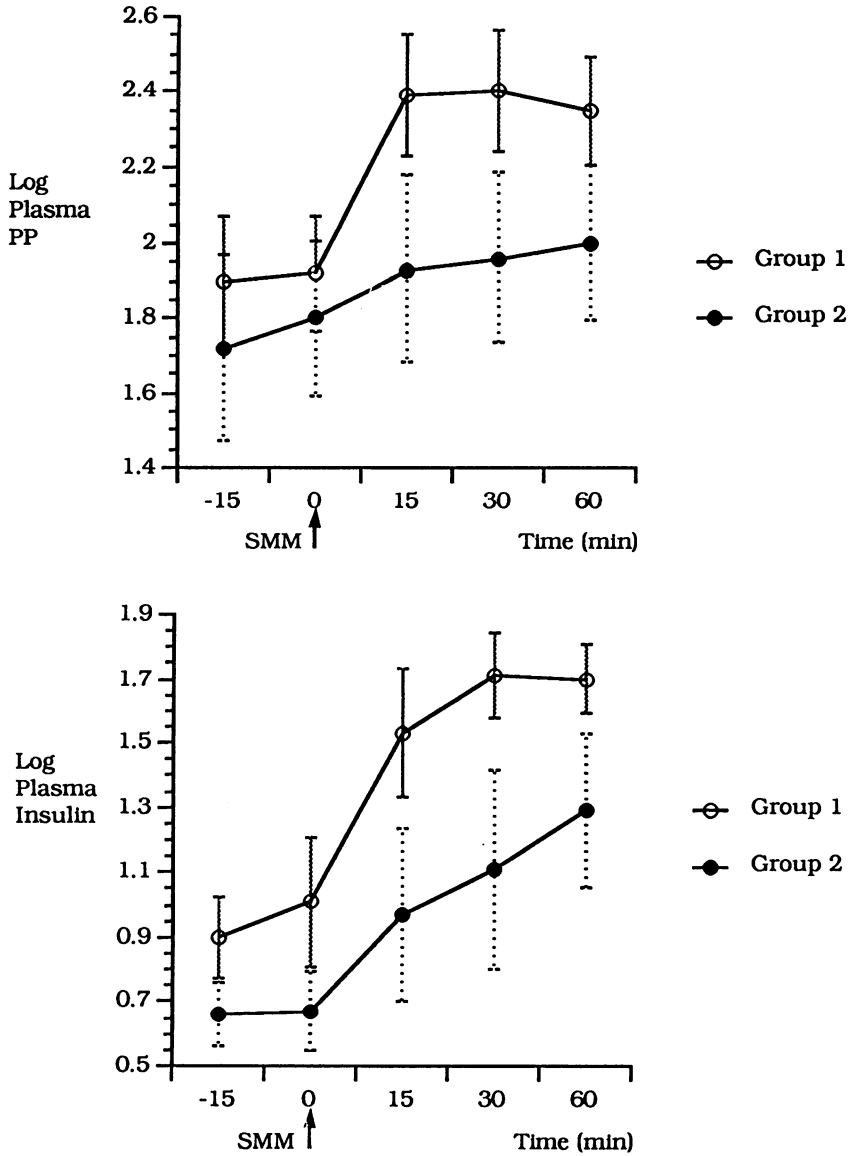 2.6
2.4
2.2
2
1.8
1.6
1.4
Log
Plasma
PP
Group 1
Group 2
-15 0 15 30 60
SMM Time (min)
1.9
1.7
1.5
1.3
1.1
0.9
0.7
0.5
Log
Plasma
Insulin
Group 1
Group 2
-15 0 15 30 60
SMM Time (min)